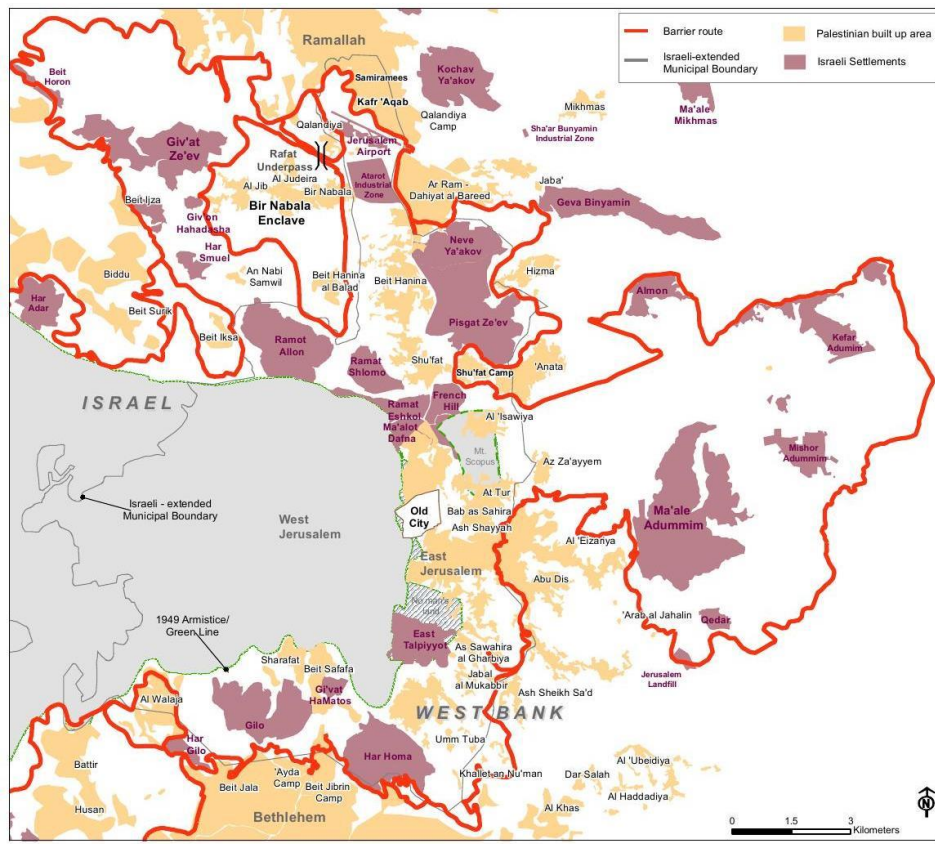 Barrier route
Israeli-extended
Municipal Boundary
Palestinian built up area
Israeli Settlements
Ramallah
Beit
Horon
Samiramees
Kafr 'Aqab
Kochav
Ya'akov
Qalandiya
Camp
Mikhmas
Ma'ale
Mikhmas
Sha'ar Bunyamin
Industrial Zone
Qalandiya
Jerusalem
Airport
Giv'at
Ze'ev
Rafat
Underpass
Al Judeira
Al Jib
Bir Nabala
Atarot
Industrial
Zone
Ar Ram -
Dahiyat al Bareed
Jaba'
Geva Binyamin
Beit Ijza
Bir Nabala
Enclave
Giv'on
Hahadasha
Har
Smuel
Neve
Ya'akov
Biddu
An Nabi
Samwil
Beit Hanina
al Balad
Beit Hanina
Hizma
Har
Adar
Almon
Beit Surik
Beit Iksa
Ramot
Allon
Pisgat Ze'ev
Kefar
Adumim
Ramat
Shlomo
Shu'fat
Shu'fat Camp
'Anata
ISRAEL
Ramat
Eshkol
Ma'alot
Dafna
French
Hill
Al 'Isawiya
Mt.
Scopus
Az Za'ayyem
Mishor
Adummim
Israeli - extended
Municipal Boundary
West
Jerusalem
Old
City
At Tur
Bab as Sahira
Ash Shayyah
Ma'ale
Adummim
Al 'Eizariya
East
Jerusalem
Abu Dis
No man's
land
'Arab al Jahalin
Qedar
1949 Armistice/
Green Line
East
Talpiyyot
As Sawahira
al Gharbiya
Jerusalem
Landfill
Sharafat
Beit Safafa
Jabal
al Mukabbir
Ash Sheikh Sa'd
Al Walaja
Gi'vat
HaMatos
Gilo
WEST BANK
Har
Gilo
Har Homa
Umm Tuba
Battir
'Ayda
Camp
Beit Jala
Beit Jibrin
Camp
Khallet an Nu'man
Dar Salah
Al 'Ubeidiya
Husan
Bethlehem
Al Khas
Al Haddadiya
N
0 1.5 3
Kilometers